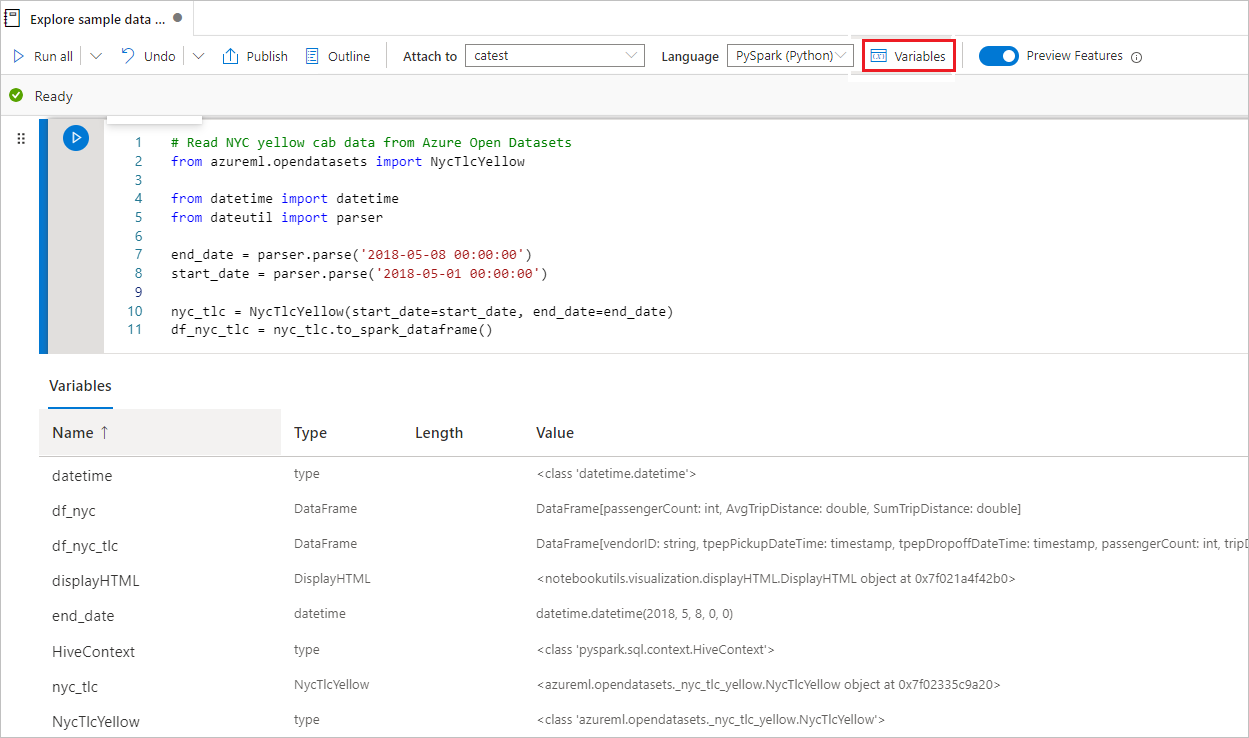 Explore sample data ...
Run all Undo Publish Outline Attach to catest Language PySpark (Python) Variables Preview Features
Ready
1 # Read NYC yellow cab data from Azure Open Datasets
2 from azureml.opendatasets import NycTlcYellow
3
4 from datetime import datetime
5 from dateutil import parser
6
7 end_date = parser.parse('2018-05-08 00:00:00')
8 start_date = parser.parse('2018-05-01 00:00:00')
9
10 nyc_tlc = NycTlcYellow(start_date=start_date, end_date=end_date)
11 df_nyc_tlc = nyc_tlc.to_spark_dataframe()
Variables
Name ↑ Type Length Value
datetime type <class 'datetime.datetime'>
df_nyc DataFrame DataFrame[passengerCount: int, AvgTripDistance: double, SumTripDistance: double]
df_nyc_tlc DataFrame DataFrame[vendorID: string, tpepPickupDateTime: timestamp, tpepDropoffDateTime: timestamp, passengerCount: int, tripD
displayHTML DisplayHTML <notebookutils.visualization.displayHTML.DisplayHTML object at 0x7f021a4f42b0>
end_date datetime datetime.datetime(2018, 5, 8, 0, 0)
HiveContext type <class 'pyspark.sql.context.HiveContext'>
nyc_tlc NycTlcYellow <azureml.opendatasets._nyc_tlc_yellow.NycTlcYellow object at 0x7f02335c9a20>
NycTlcYellow type <class 'azureml.opendatasets._nyc_tlc_yellow.NycTlcYellow'>